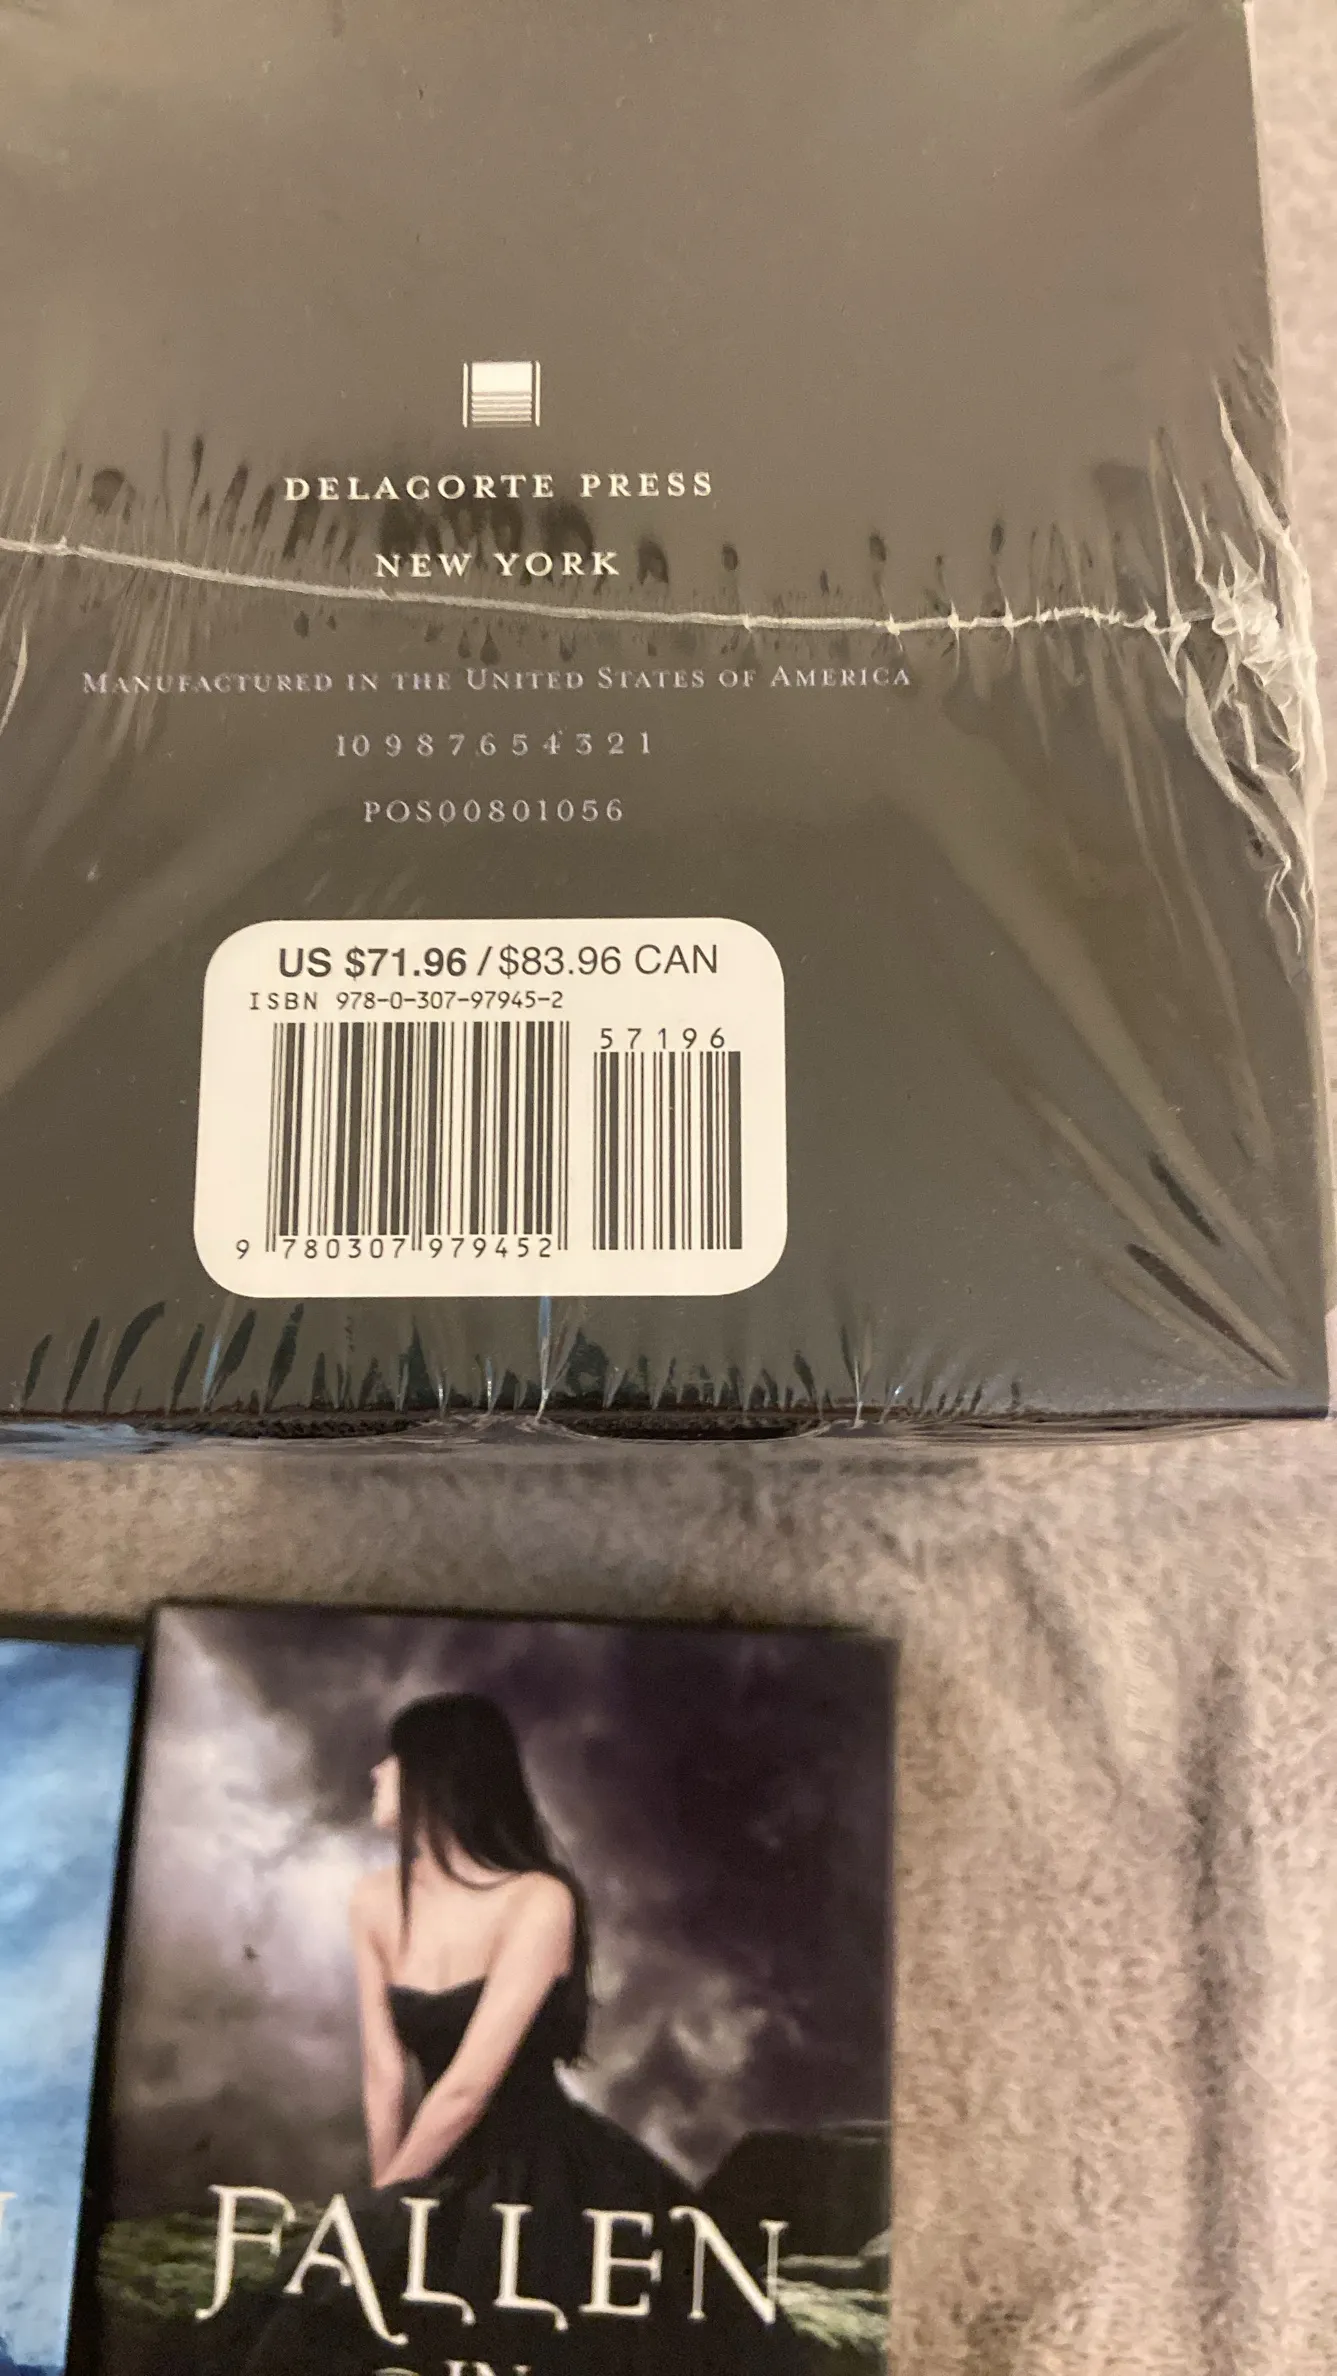 DELACORTE PRESS
NEW YORK
MANUFACTURED IN THE UNITED STATES OF AMERICA
10 9 8 7 6 5 4 3 2 1
POS00801056
US $71.96 / $83.96 CAN
ISBN 978-0-307-97945-2
57196
9 780307 979452
FALLEN
IN